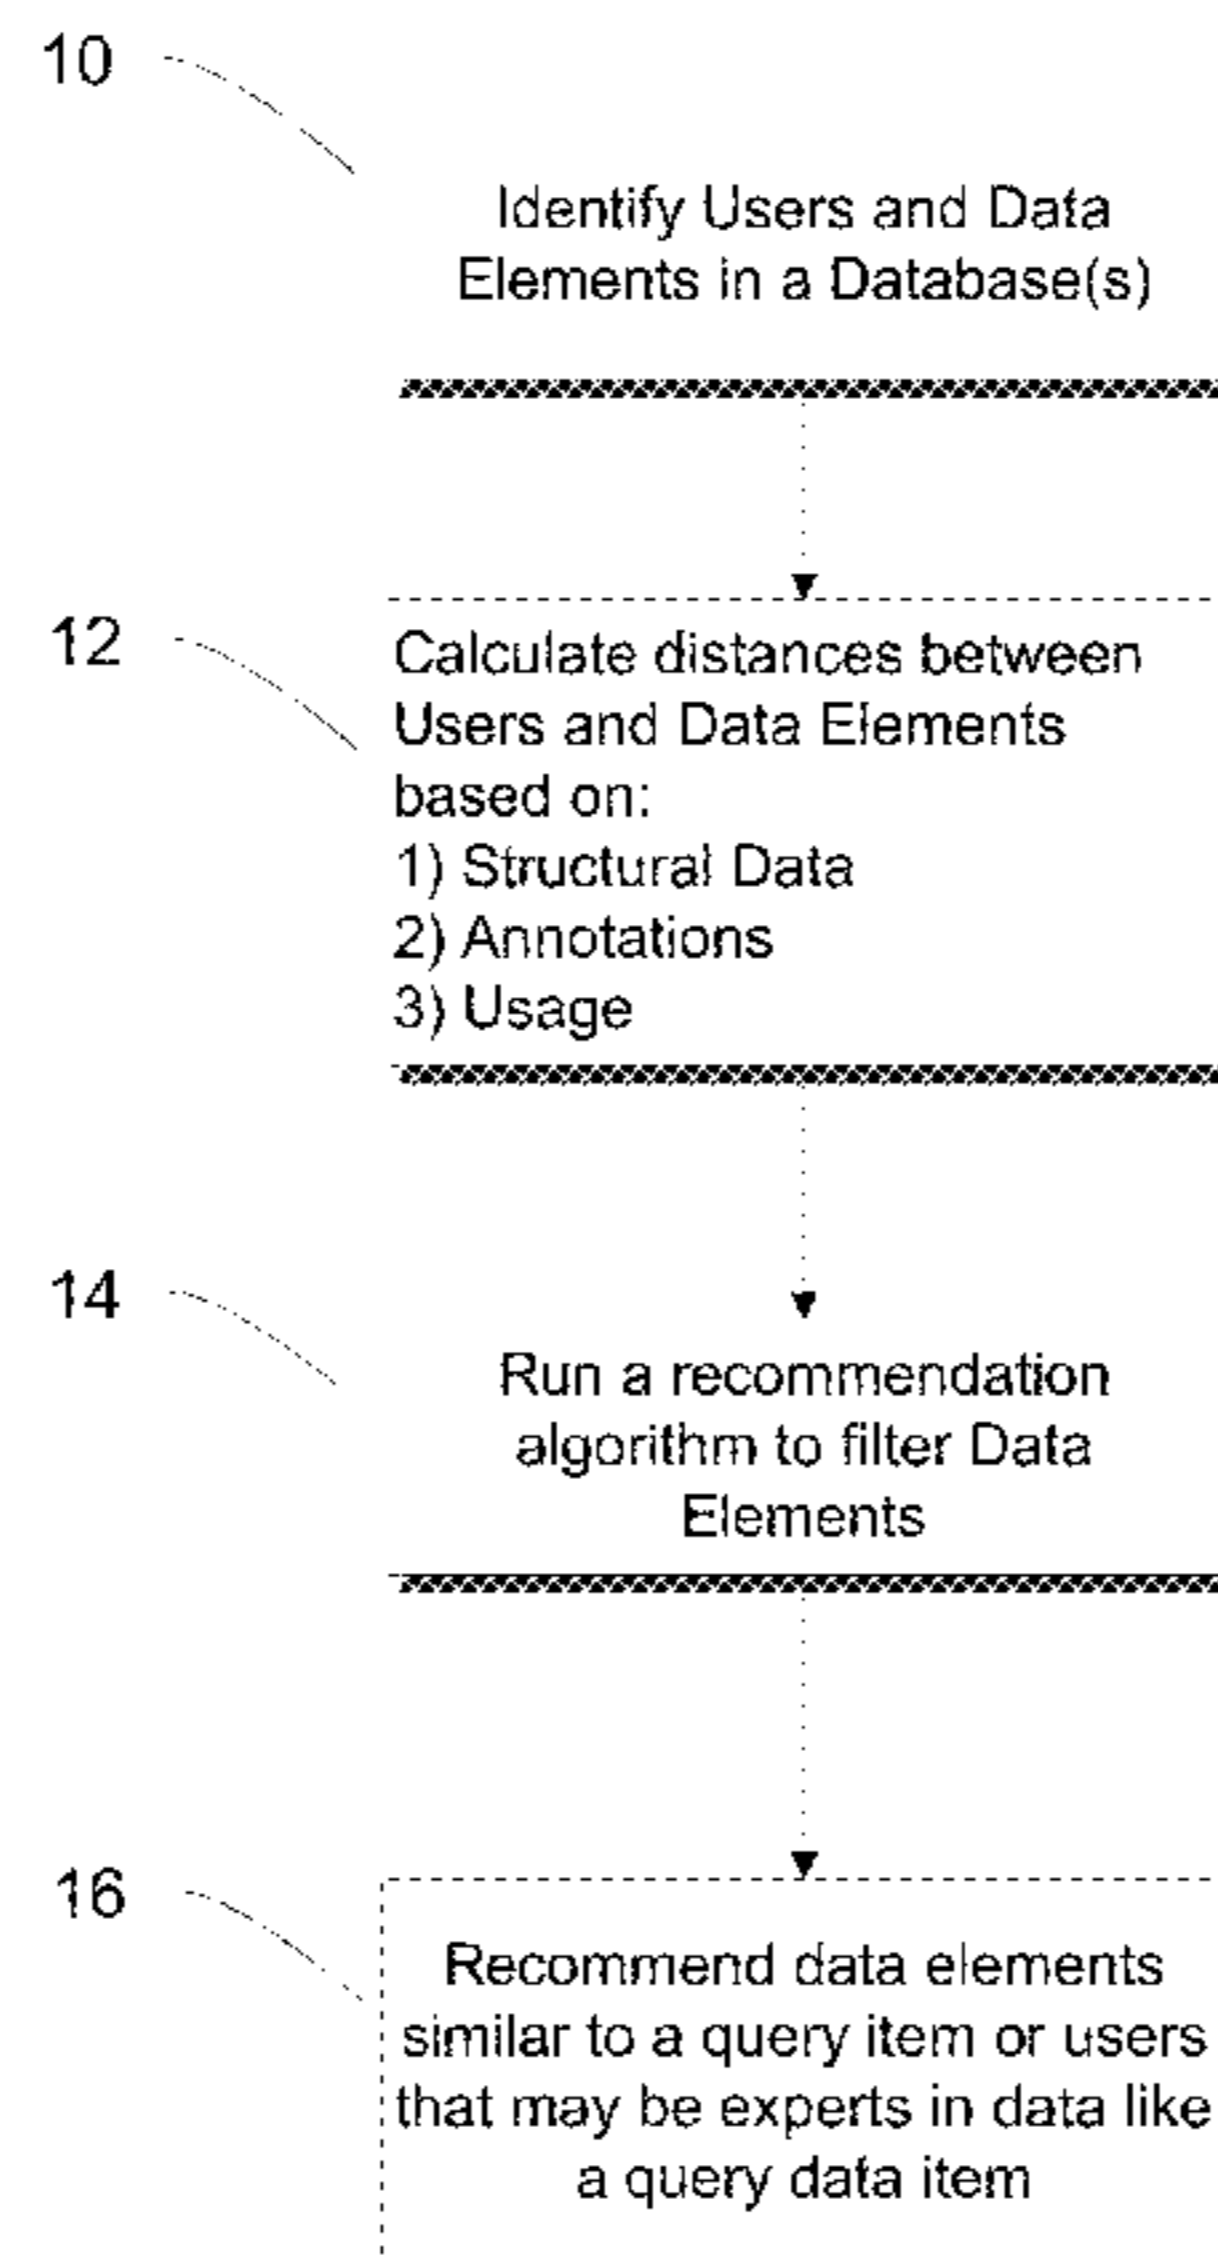 10
Identify Users and Data
Elements in a Database(s)
12
Calculate distances between
Users and Data Elements
based on:
1) Structural Data
2) Annotations
3) Usage
14
Run a recommendation
algorithm to filter Data
Elements
16
Recommend data elements
similar to a query item or users
that may be experts in data like
a query data item